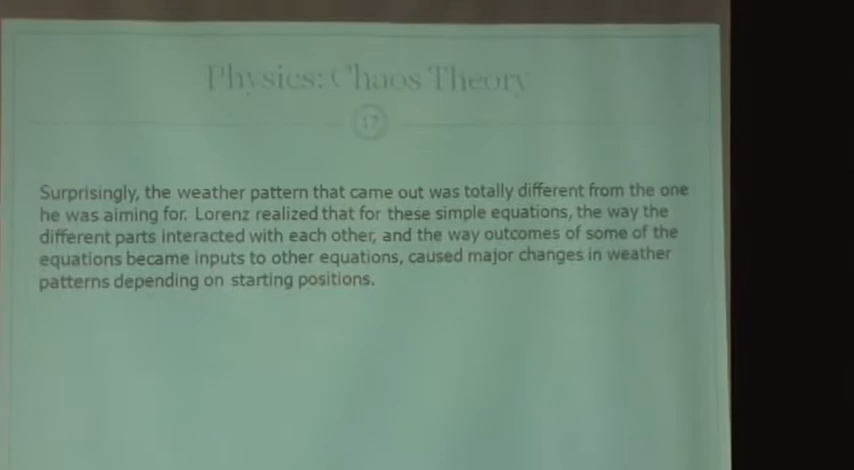 Physics: Chaos Theory
17
Surprisingly, the weather pattern that came out was totally different from the one
he was aiming for. Lorenz realized that for these simple equations, the way the
different parts interacted with each other, and the way outcomes of some of the
equations became inputs to other equations, caused major changes in weather
patterns depending on starting positions.